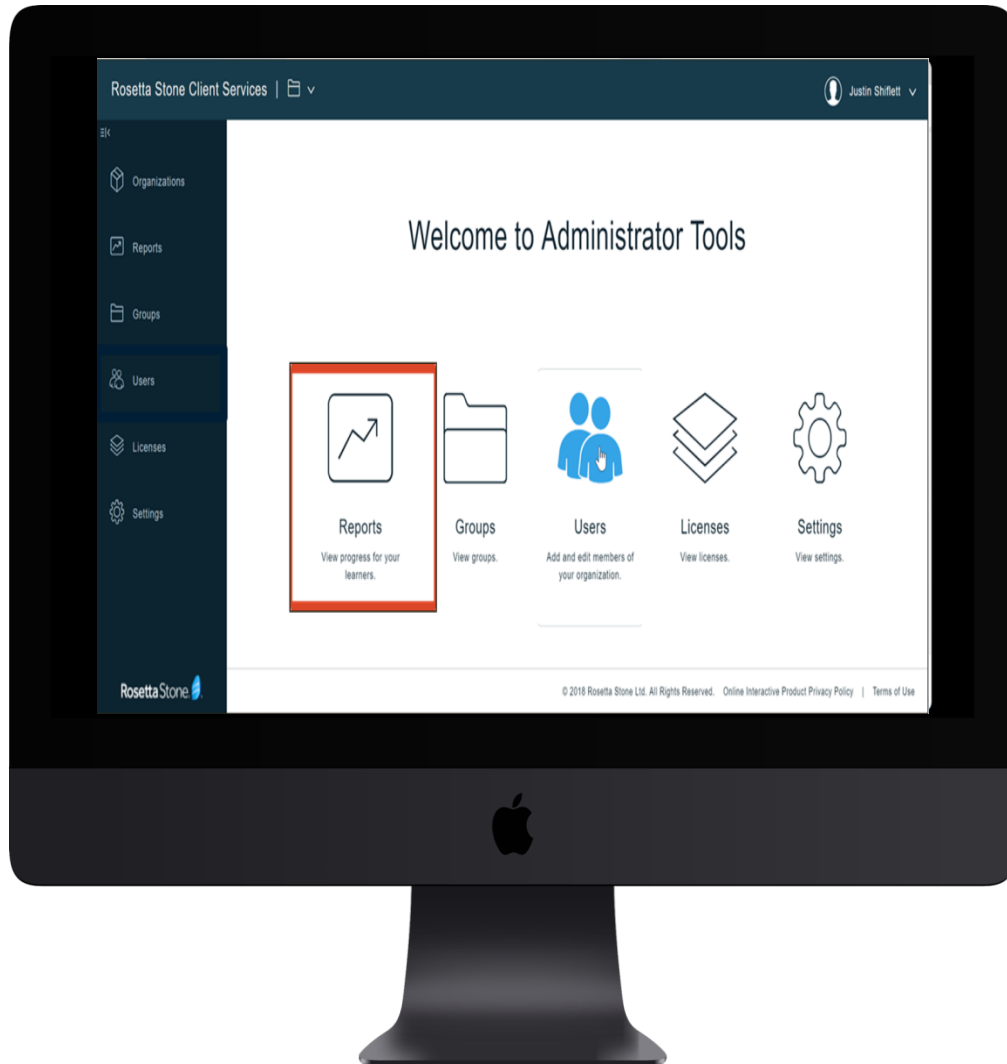 Rosetta Stone Client Services |
Justin Shiflett
Organizations
Reports
Groups
Users
Licenses
Settings
Welcome to Administrator Tools
Reports
View progress for your
learners.
Groups
View groups.
Users
Add and edit members of
your organization.
Licenses
View licenses.
Settings
View settings.
RosettaStone
© 2018 Rosetta Stone Ltd. All Rights Reserved. Online Interactive Product Privacy Policy | Terms of Use